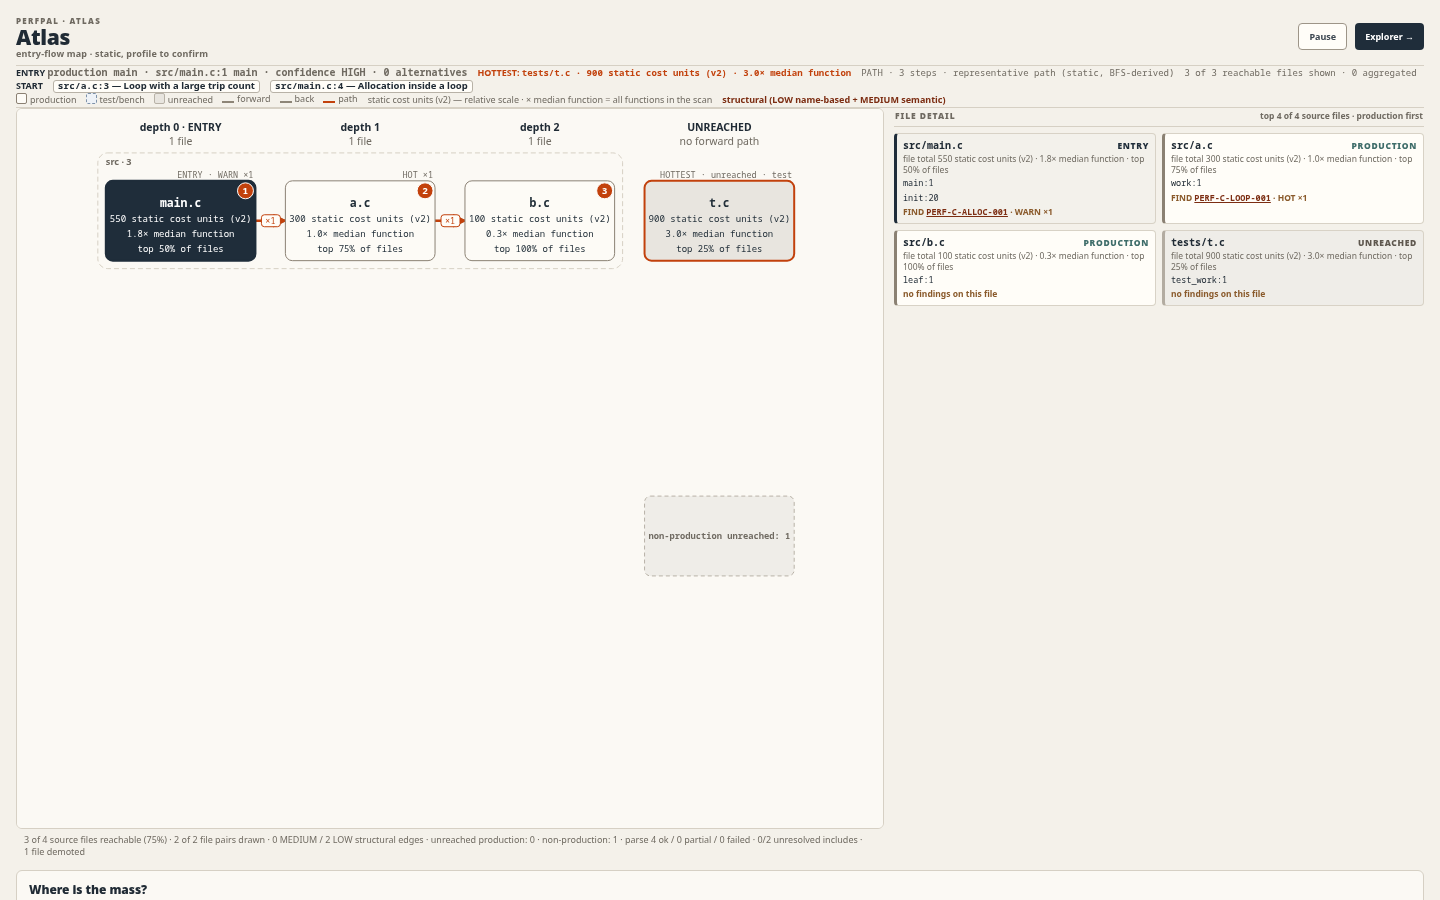 PERFPAL · ATLAS
Atlas
entry-flow map · static, profile to confirm
Pause
Explorer →
ENTRY production main · src/main.c:1 main · confidence HIGH · 0 alternatives HOTTEST: tests/t.c · 900 static cost units (v2) · 3.0× median function PATH · 3 steps · representative path (static, BFS-derived) 3 of 3 reachable files shown · 0 aggregated
START src/a.c:3 — Loop with a large trip count src/main.c:4 — Allocation inside a loop
production test/bench unreached forward back path static cost units (v2) — relative scale · × median function = all functions in the scan structural (LOW name-based + MEDIUM semantic)
depth 0 · ENTRY
1 file
depth 1
1 file
depth 2
1 file
UNREACHED
no forward path
src · 3
ENTRY · WARN ×1
1
main.c
550 static cost units (v2)
1.8× median function
top 50% of files
×1
HOT ×1
2
a.c
300 static cost units (v2)
1.0× median function
top 75% of files
×1
3
b.c
100 static cost units (v2)
0.3× median function
top 100% of files
HOTTEST · unreached · test
t.c
900 static cost units (v2)
3.0× median function
top 25% of files
non-production unreached: 1
3 of 4 source files reachable (75%) · 2 of 2 file pairs drawn · 0 MEDIUM / 2 LOW structural edges · unreached production: 0 · non-production: 1 · parse 4 ok / 0 partial / 0 failed · 0/2 unresolved includes ·
1 file demoted
FILE DETAIL
top 4 of 4 source files · production first
src/main.c
ENTRY
file total 550 static cost units (v2) · 1.8× median function · top
50% of files
main:1
init:20
FIND PERF-C-ALLOC-001 · WARN ×1
src/a.c
PRODUCTION
file total 300 static cost units (v2) · 1.0× median function · top
75% of files
work:1
FIND PERF-C-LOOP-001 · HOT ×1
src/b.c
PRODUCTION
file total 100 static cost units (v2) · 0.3× median function · top
100% of files
leaf:1
no findings on this file
tests/t.c
UNREACHED
file total 900 static cost units (v2) · 3.0× median function · top
25% of files
test_work:1
no findings on this file
Where is the mass?